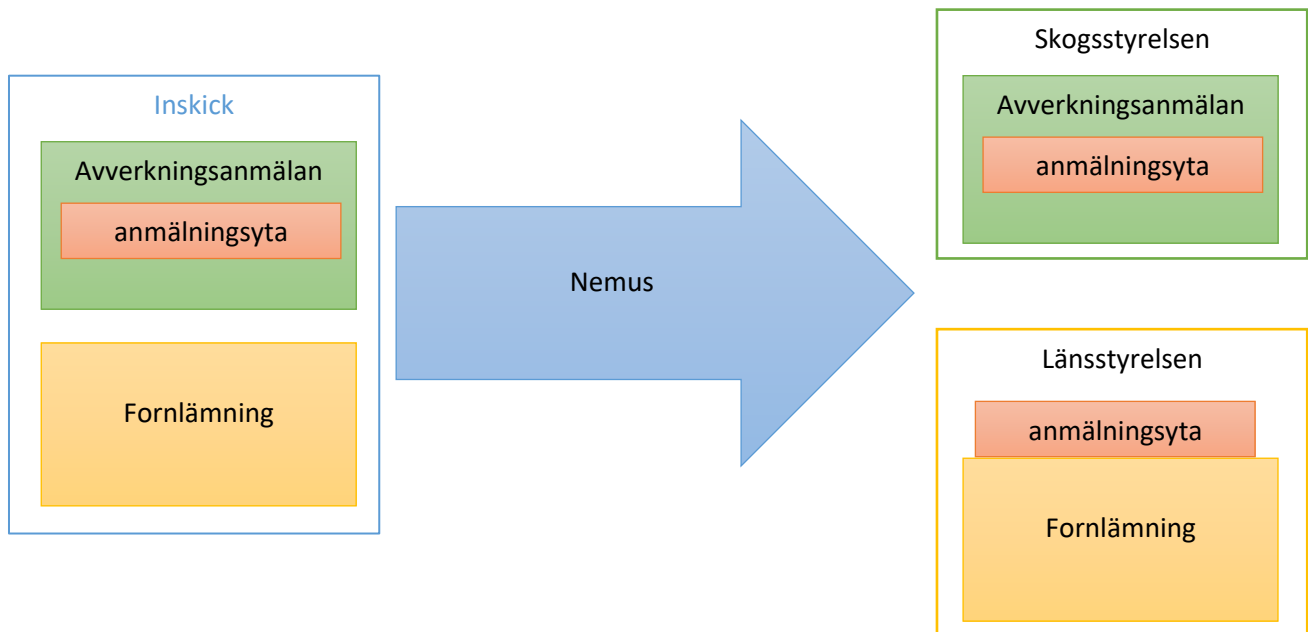 Inskick
Avverkningsanmälan
anmälningsyta
Fornlämning
Nemus
Skogsstyrelsen
Avverkningsanmälan
anmälningsyta
Länsstyrelsen
anmälningsyta
Fornlämning